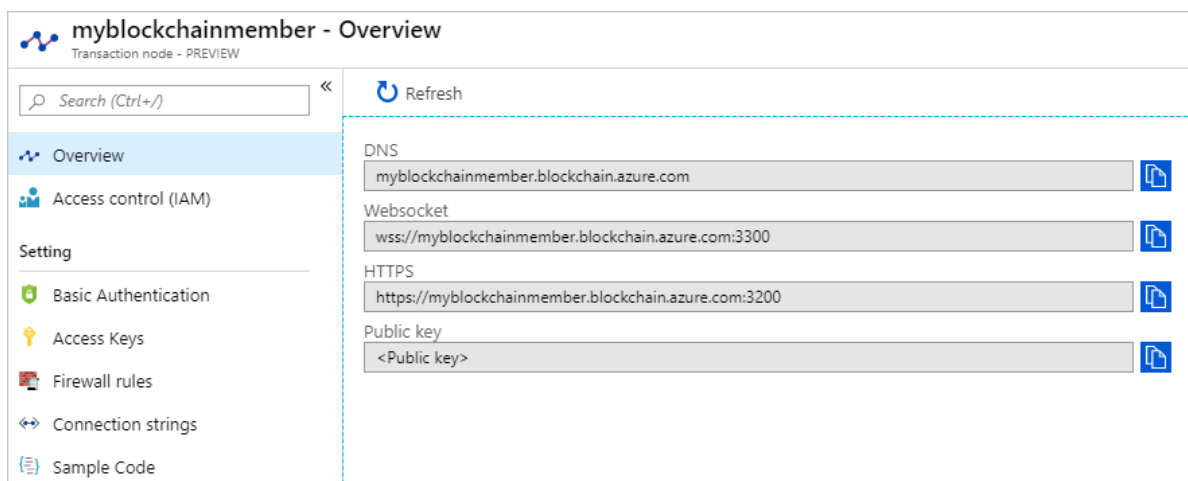 myblockchainmember - Overview
Transaction node - PREVIEW
Search (Ctrl+/)
«
Refresh
Overview
Access control (IAM)
Setting
Basic Authentication
Access Keys
Firewall rules
Connection strings
Sample Code
DNS
myblockchainmember.blockchain.azure.com
Websocket
wss://myblockchainmember.blockchain.azure.com:3300
HTTPS
https://myblockchainmember.blockchain.azure.com:3200
Public key
<Public key>